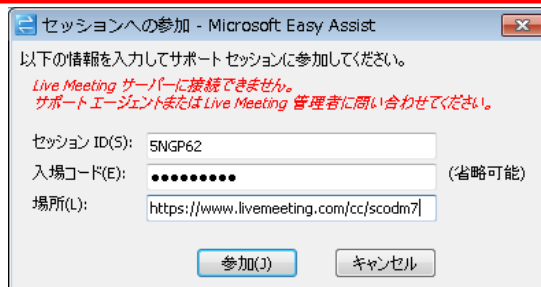 セッションへの参加 - Microsoft Easy Assist
以下の情報を入力してサポート セッションに参加してください。
Live Meeting サーバーに接続できません。
サポート エージェントまたは Live Meeting 管理者に問い合わせてください。
セッション ID(S): 5NGP62
入場コード(E): ●●●●●●●●● (省略可能)
場所(L): https://www.livemeeting.com/cc/scodm7
参加(J) キャンセル